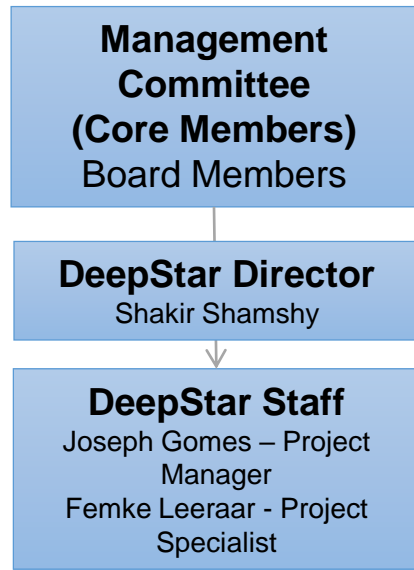 Management
Committee
(Core Members)
Board Members
DeepStar Director
Shakir Shamshy
DeepStar Staff
Joseph Gomes – Project
Manager
Femke Leeraar - Project
Specialist